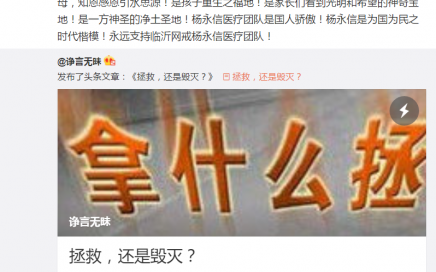 母，知恩感恩引水思源！是孩子重生之福地！是家长们看到光明和希望的神奇宝
地！是一方神圣的净土圣地！杨永信医疗团队是国人骄傲！杨永信是为国为民之
时代楷模！永远支持临沂网戒杨永信医疗团队！
@诤言无昧
发布了头条文章：《拯救，还是毁灭？》 拯救，还是毁灭？
拿什么拯
诤言无昧
拯救，还是毁灭？